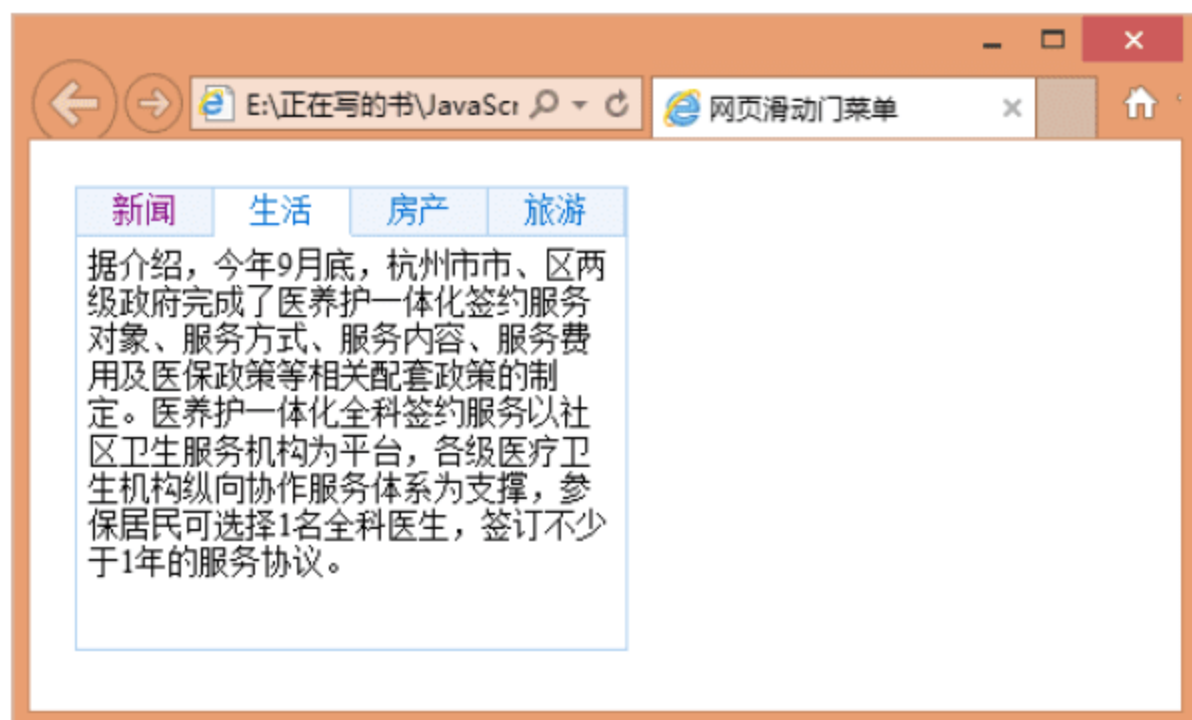 E:\正在写的书\JavaScr
网页滑动门菜单
新闻 生活 房产 旅游
据介绍，今年9月底，杭州市市、区两
级政府完成了医养护一体化签约服务
对象、服务方式、服务内容、服务费
用及医保政策等相关配套政策的制
定。医养护一体化全科签约服务以社
区卫生服务机构为平台，各级医疗卫
生机构纵向协作服务体系为支撑，参
保居民可选择1名全科医生，签订不少
于1年的服务协议。